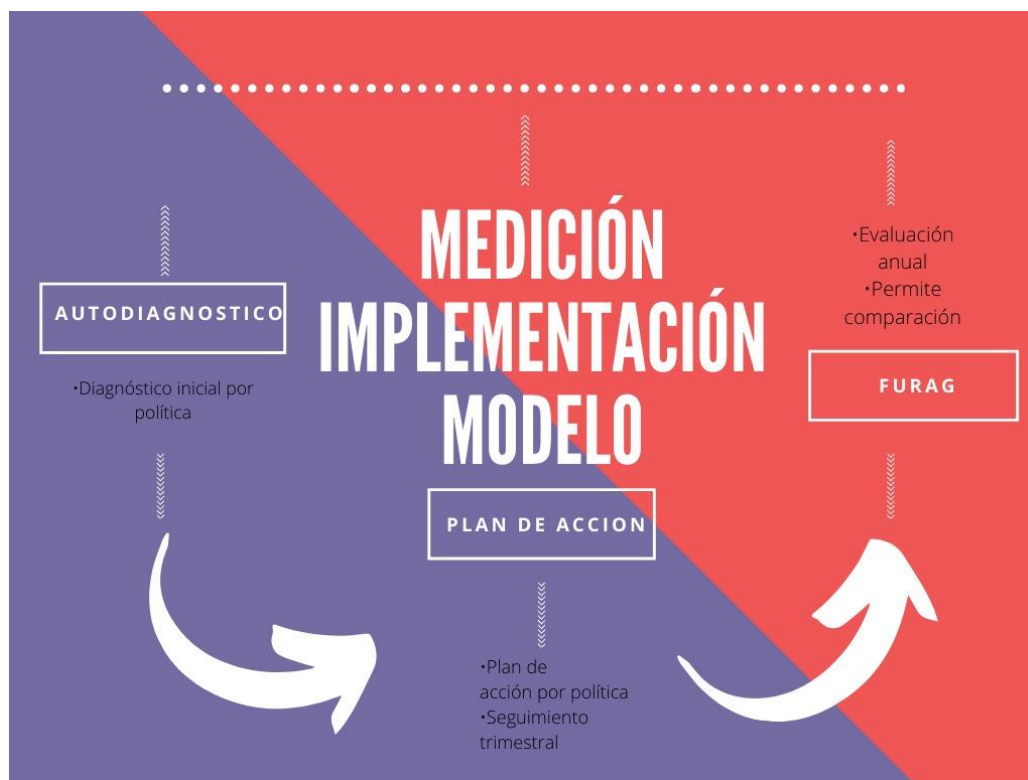 MEDICIÓN
IMPLEMENTACIÓN
MODELO
AUTODIAGNOSTICO
•Diagnóstico inicial por
política
PLAN DE ACCION
•Plan de
acción por política
•Seguimiento
trimestral
•Evaluación
anual
•Permite
comparación
FURAG